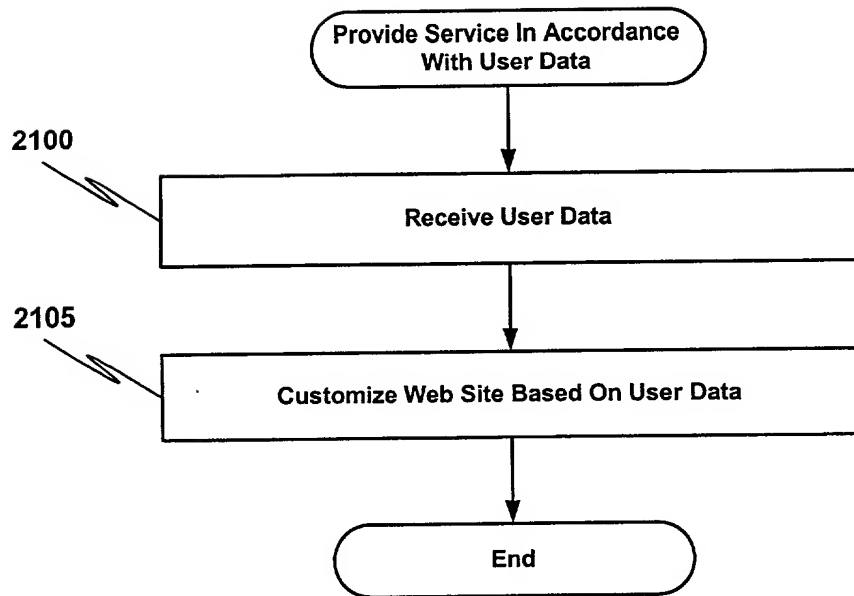 Provide Service In Accordance
With User Data
2100
Receive User Data
2105
Customize Web Site Based On User Data
End